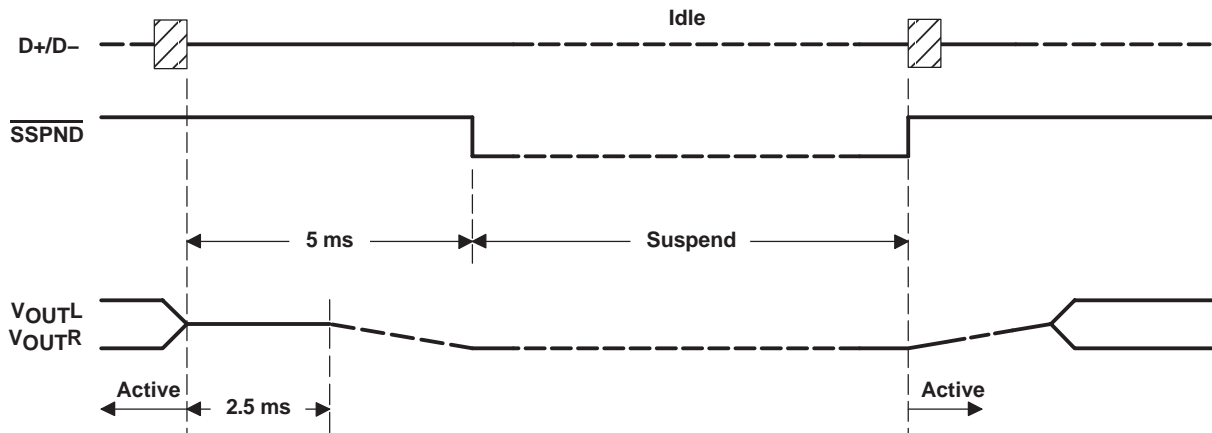 Idle
D+/D−
SSPND
5 ms
Suspend
VOUTL
VOUTR
Active
2.5 ms
Active